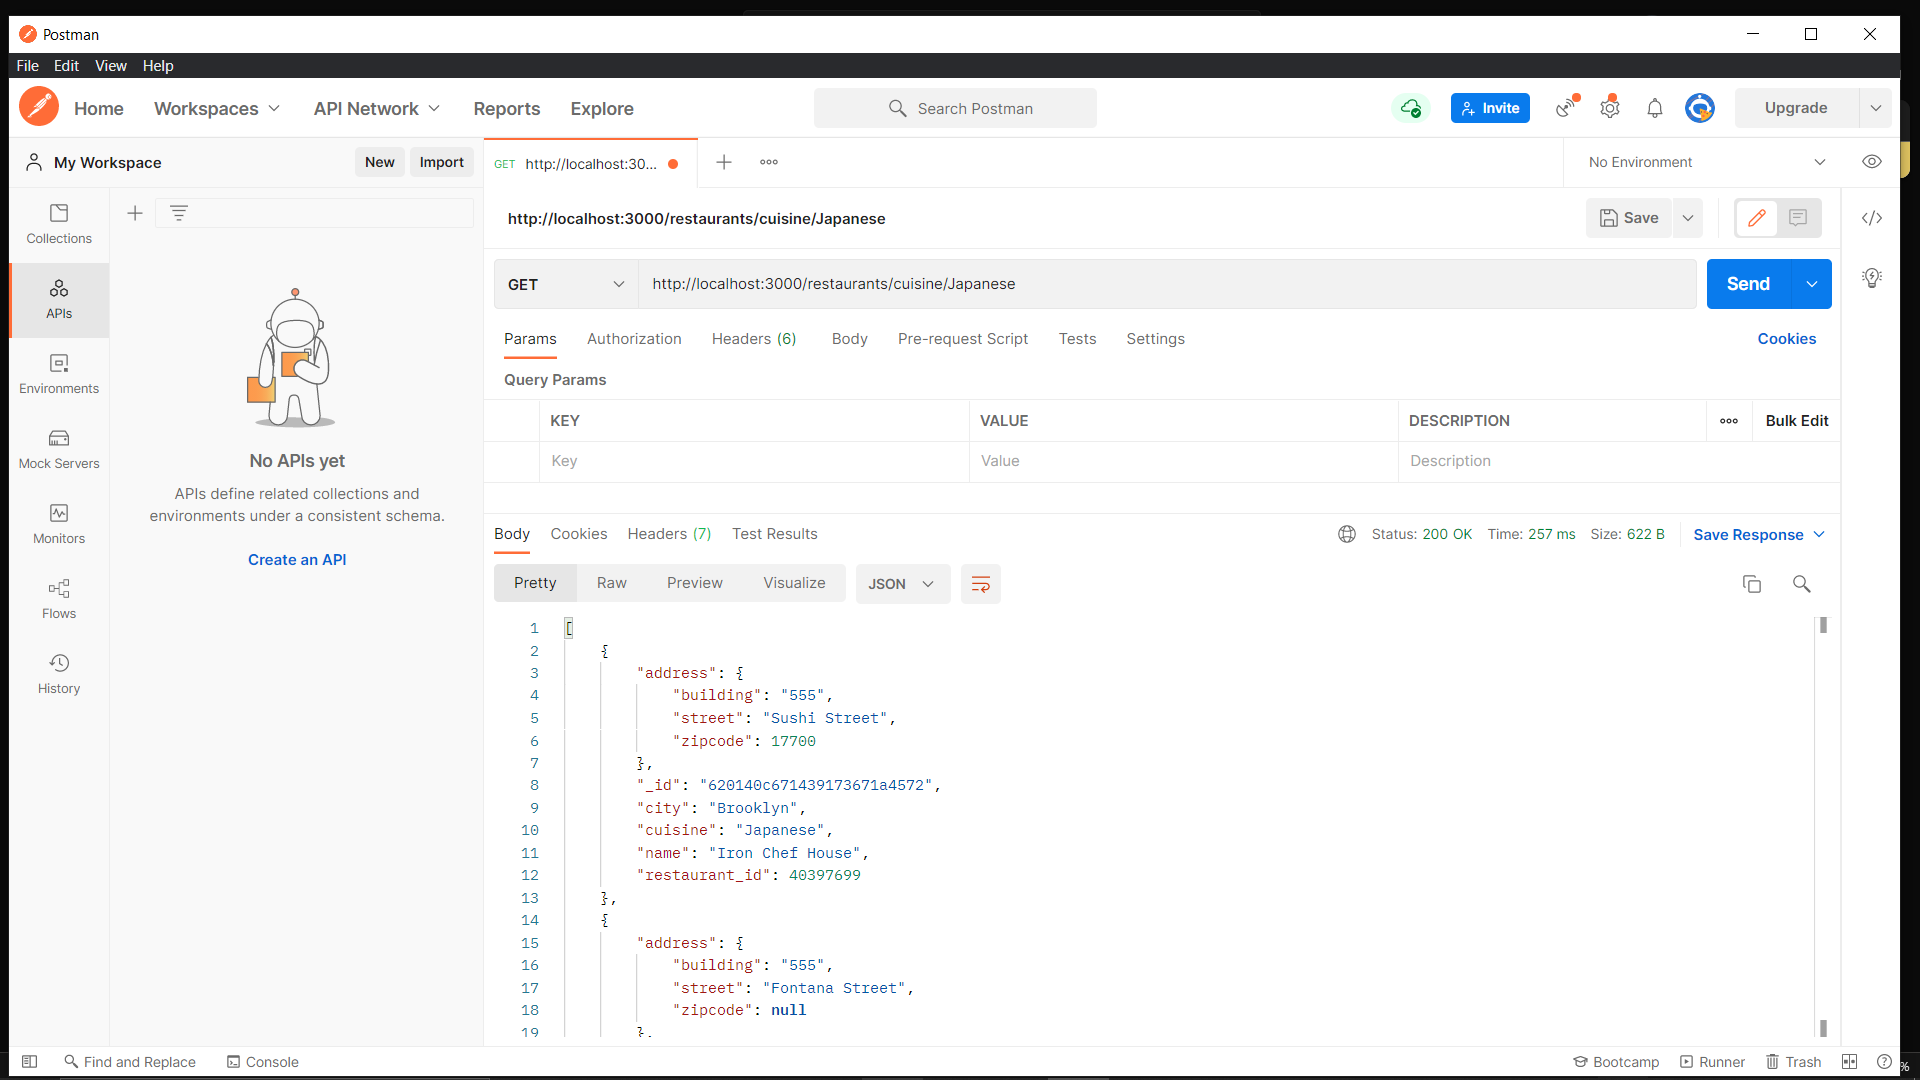 Postman
File Edit View Help
Home Workspaces API Network Reports Explore Search Postman Invite Upgrade
My Workspace New Import GET http://localhost:30... No Environment
http://localhost:3000/restaurants/cuisine/Japanese Save
Collections
APIs
Environments
Mock Servers
Monitors
Flows
History
No APIs yet
APIs define related collections and
environments under a consistent schema.
Create an API
GET http://localhost:3000/restaurants/cuisine/Japanese Send
Params Authorization Headers (6) Body Pre-request Script Tests Settings Cookies
Query Params
KEY VALUE DESCRIPTION Bulk Edit
Key Value Description
Body Cookies Headers (7) Test Results Status: 200 OK Time: 257 ms Size: 622 B Save Response
Pretty Raw Preview Visualize JSON
1 [
2 {
3 "address": {
4 "building": "555",
5 "street": "Sushi Street",
6 "zipcode": 17700
7 },
8 "_id": "620140c671439173671a4572",
9 "city": "Brooklyn",
10 "cuisine": "Japanese",
11 "name": "Iron Chef House",
12 "restaurant_id": 40397699
13 },
14 {
15 "address": {
16 "building": "555",
17 "street": "Fontana Street",
18 "zipcode": null
19 },
Find and Replace Console Bootcamp Runner Trash
%